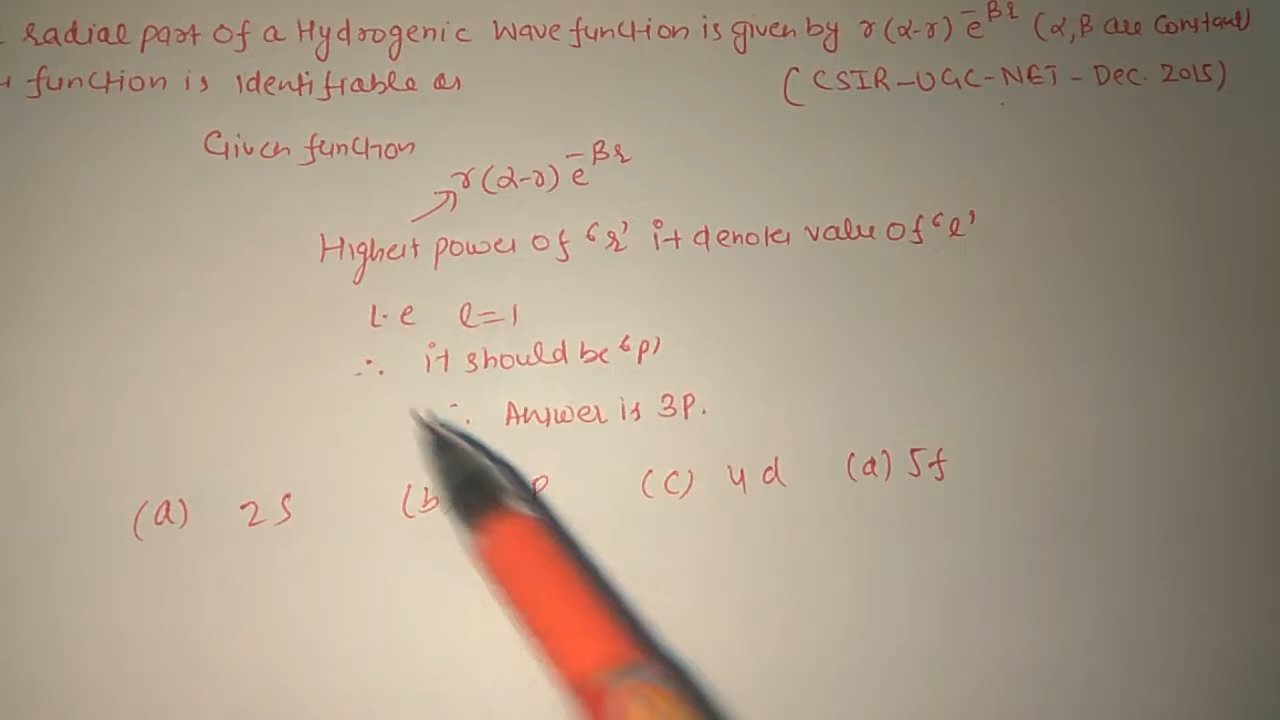 radial part of a Hydrogenic wave function is given by r(α-r) e^-βr (α, β are constant)
function is identifiable as (CSIR-UGC-NET-Dec. 2015)
Given function
r(α-r) e^-βr
Highest power of 'r' it denotes value of 'l'
i.e l=1
∴ it should be 'p'
∴ Answer is 3P.
(a) 2s (b) p (c) 4d (a) 5f